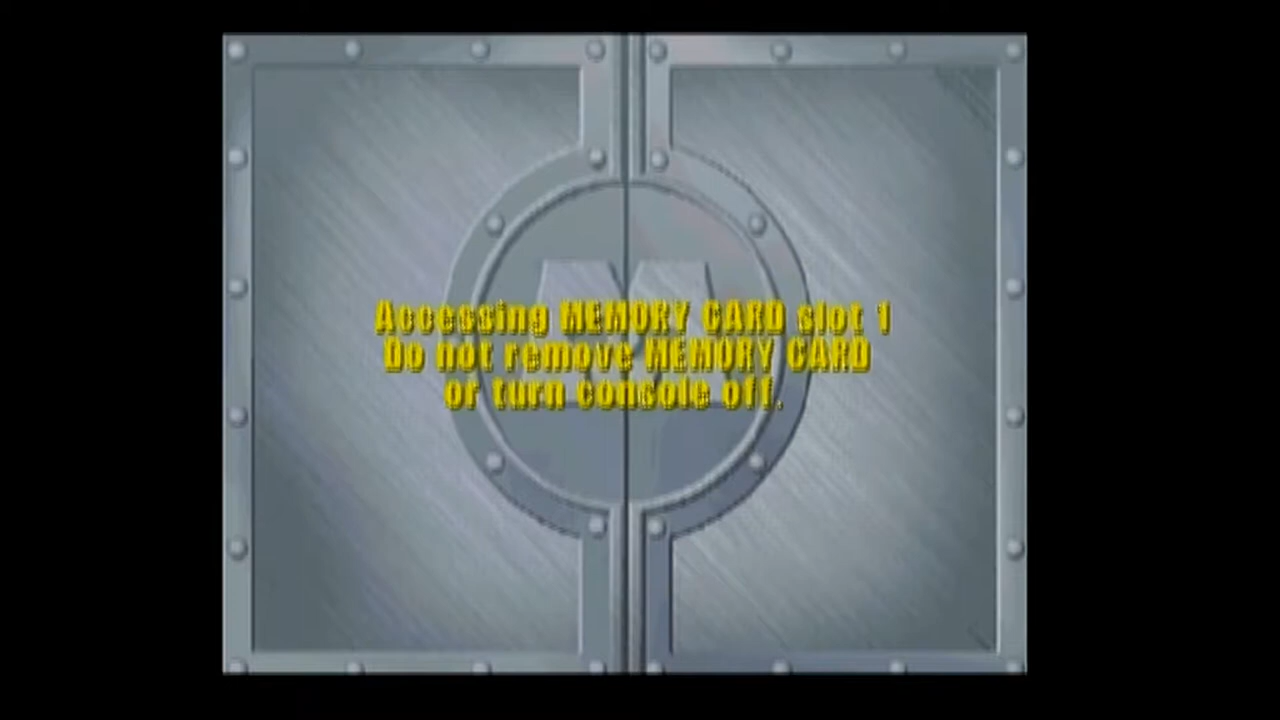 Accessing MEMORY CARD slot 1
Do not remove MEMORY CARD
or turn console off.
M